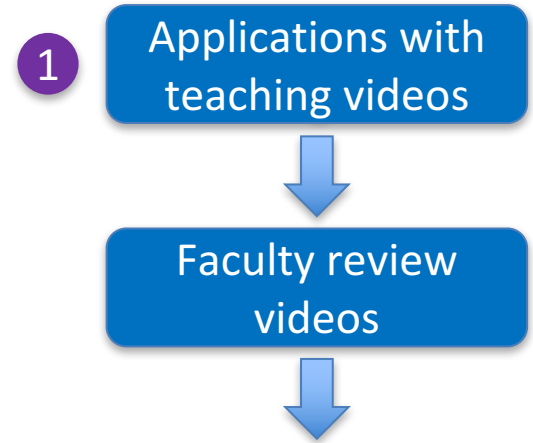 1
Applications with
teaching videos
Faculty review
videos